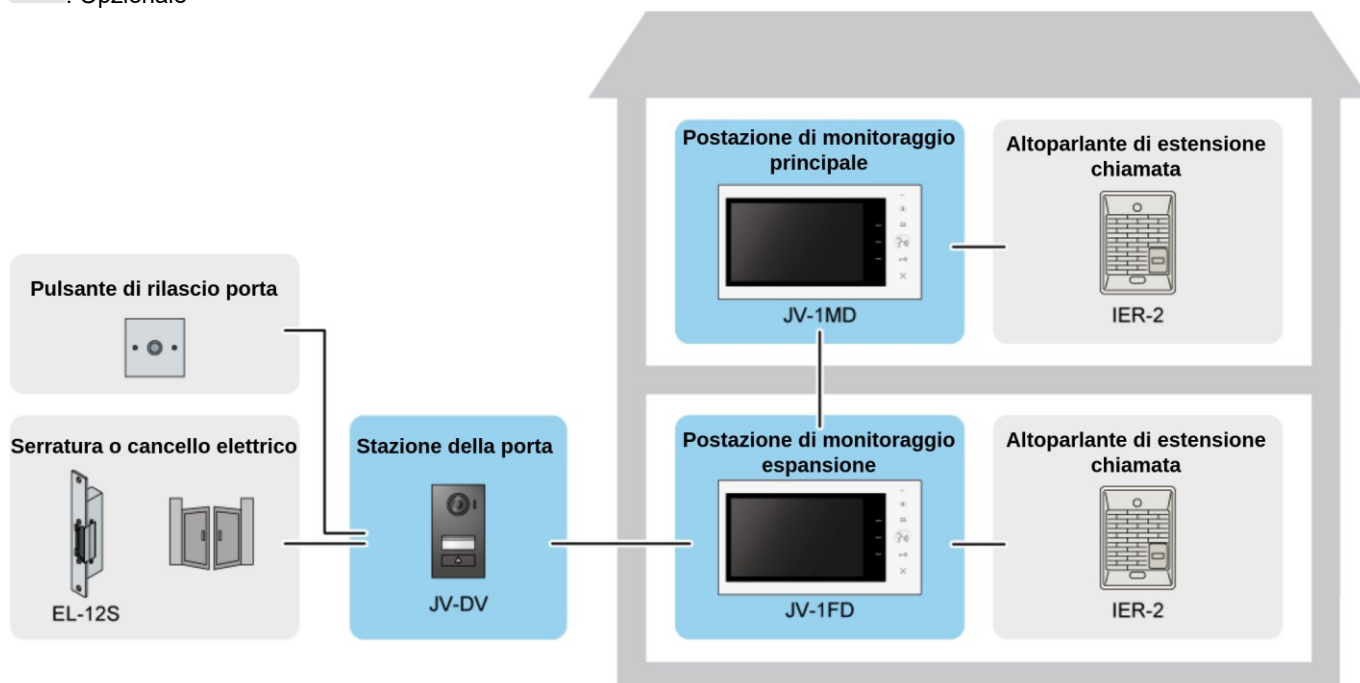 : Opzionale
Postazione di monitoraggio
principale
JV-1MD
Altoparlante di estensione
chiamata
IER-2
Pulsante di rilascio porta
Serratura o cancello elettrico
EL-12S
Stazione della porta
JV-DV
Postazione di monitoraggio
espansione
JV-1FD
Altoparlante di estensione
chiamata
IER-2